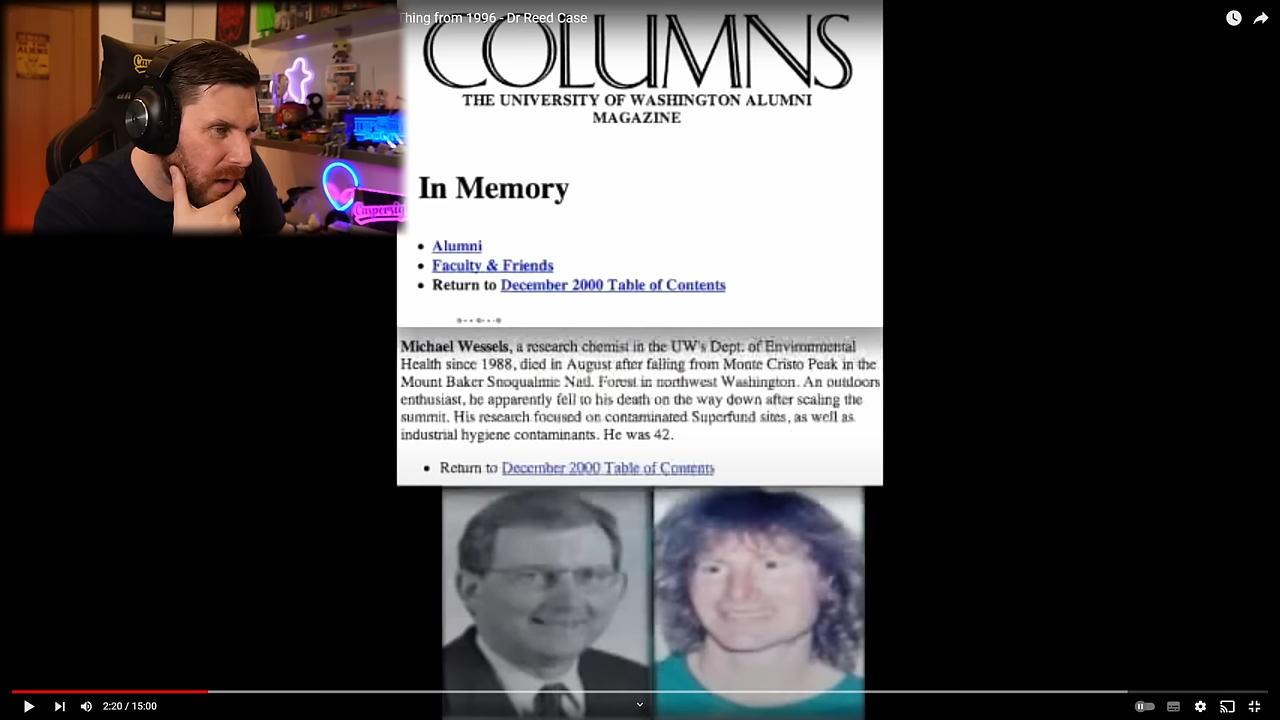 Thing from 1996 - Dr Reed Case
COLUMNS
THE UNIVERSITY OF WASHINGTON ALUMNI
MAGAZINE
In Memory
Alumni
Faculty & Friends
Return to December 2000 Table of Contents
Michael Wessels, a research chemist in the UW's Dept. of Environmental
Health since 1988, died in August after falling from Monte Cristo Peak in the
Mount Baker Snoqualmie Natl. Forest in northwest Washington. An outdoors
enthusiast, he apparently fell to his death on the way down after scaling the
summit. His research focused on contaminated Superfund sites, as well as
industrial hygiene contaminants. He was 42.
Return to December 2000 Table of Contents
2:20 / 15:00